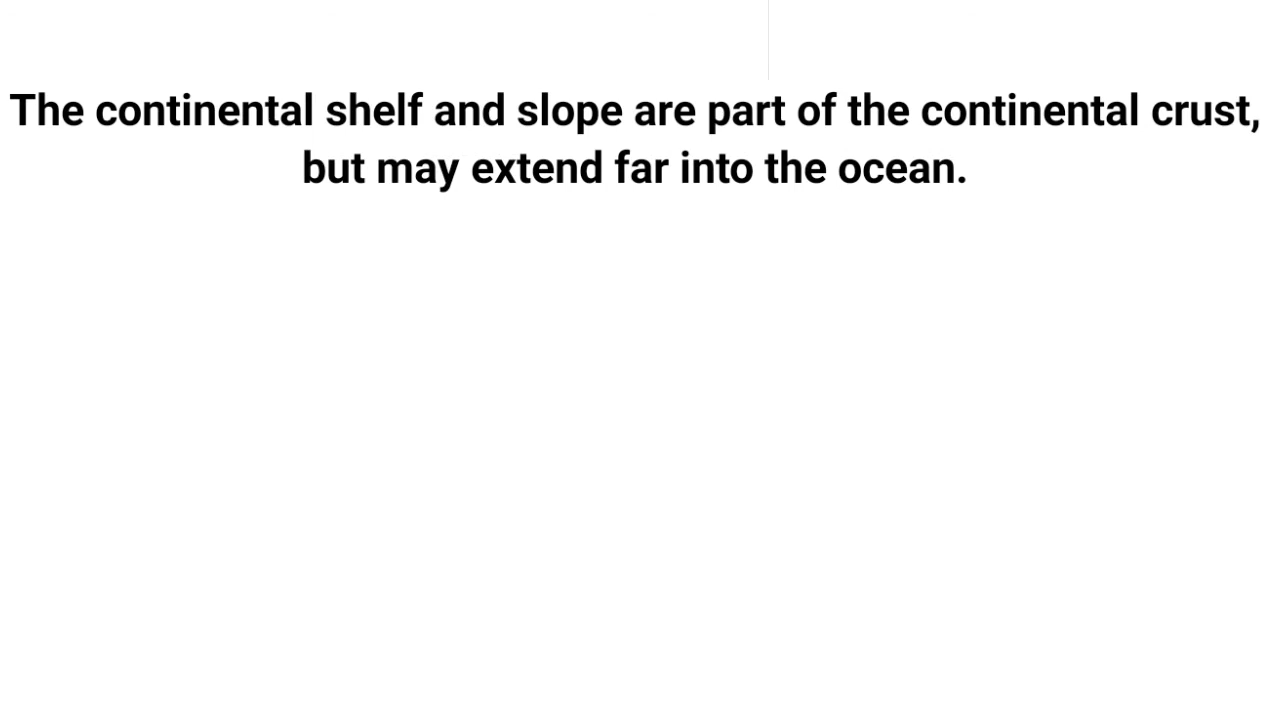 The continental shelf and slope are part of the continental crust,
but may extend far into the ocean.